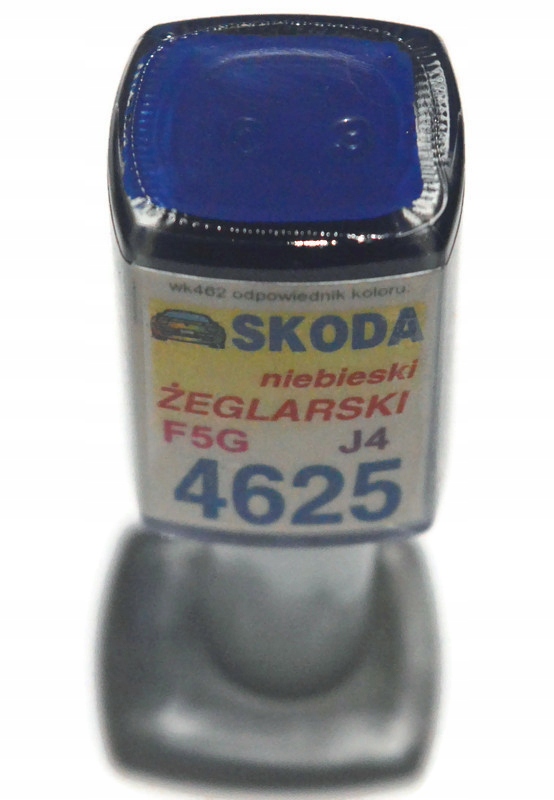 wk462 odpowiednik koloru:
SKODA
niebieski
ŻEGLARSKI
F5G J4
4625